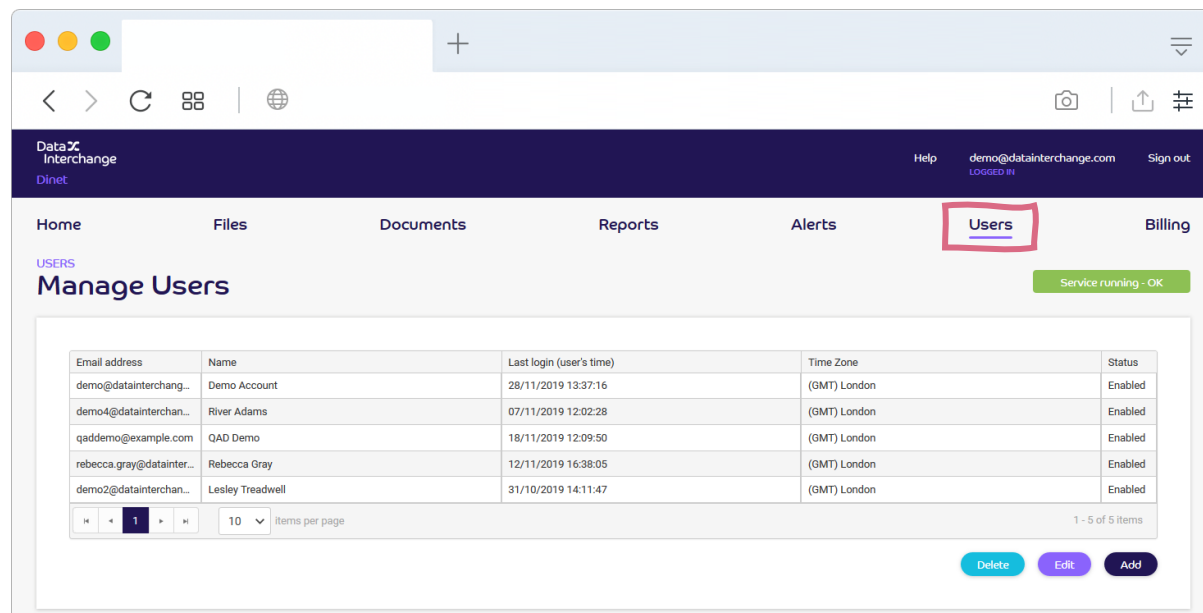 Data Interchange
Dinet
Help demo@datainterchange.com Sign out
LOGGED IN
Home Files Documents Reports Alerts Users Billing
USERS
Manage Users
Service running - OK
Email address Name Last login (user's time) Time Zone Status
demo@datainterchang... Demo Account 28/11/2019 13:37:16 (GMT) London Enabled
demo4@datainterchan... River Adams 07/11/2019 12:02:28 (GMT) London Enabled
qaddemo@example.com QAD Demo 18/11/2019 12:09:50 (GMT) London Enabled
rebecca.gray@datainter... Rebecca Gray 12/11/2019 16:38:05 (GMT) London Enabled
demo2@datainterchan... Lesley Treadwell 31/10/2019 14:11:47 (GMT) London Enabled
1 10 items per page 1 - 5 of 5 items
Delete Edit Add